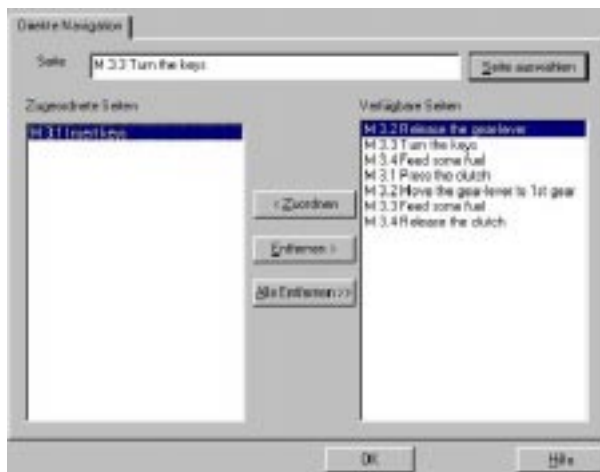 Direkte Navigation
Seite
M 3.3 Turn the keys
Seite auswählen
Zugeordnete Seiten
M 3.1 Insert keys
< Zuordnen
Entfernen >
Alle Entfernen >>
Verfügbare Seiten
M 3.2 Release the gear-lever
M 3.3 Turn the keys
M 3.4 Feed some fuel
M 3.1 Press the clutch
M 3.2 Move the gear-lever to 1st gear
M 3.3 Feed some fuel
M 3.4 Release the clutch
OK
Hilfe